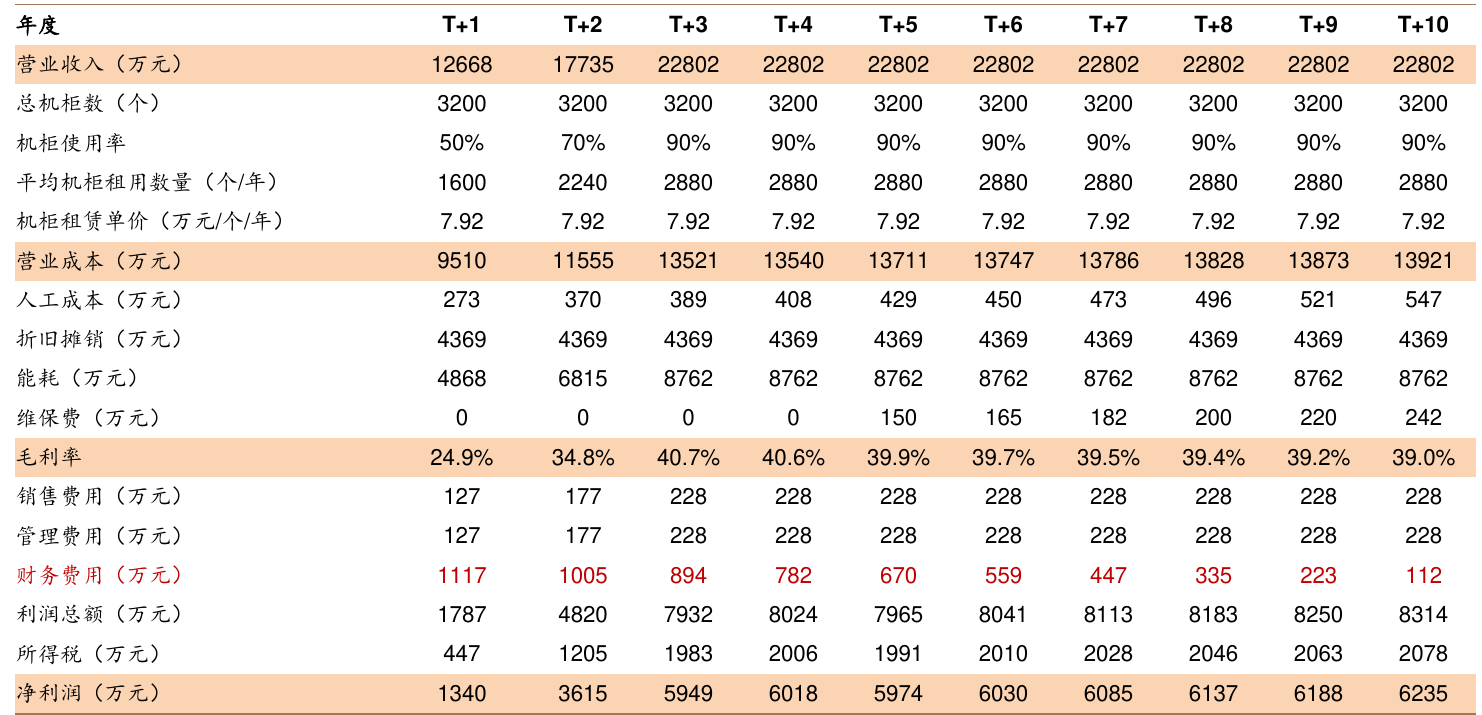 年度 T+1 T+2 T+3 T+4 T+5 T+6 T+7 T+8 T+9 T+10
营业收入（万元） 12668 17735 22802 22802 22802 22802 22802 22802 22802 22802
总机柜数（个） 3200 3200 3200 3200 3200 3200 3200 3200 3200 3200
机柜使用率 50% 70% 90% 90% 90% 90% 90% 90% 90% 90%
平均机柜租用数量（个/年） 1600 2240 2880 2880 2880 2880 2880 2880 2880 2880
机柜租赁单价（万元/个/年） 7.92 7.92 7.92 7.92 7.92 7.92 7.92 7.92 7.92 7.92
营业成本（万元） 9510 11555 13521 13540 13711 13747 13786 13828 13873 13921
人工成本（万元） 273 370 389 408 429 450 473 496 521 547
折旧摊销（万元） 4369 4369 4369 4369 4369 4369 4369 4369 4369 4369
能耗（万元） 4868 6815 8762 8762 8762 8762 8762 8762 8762 8762
维保费（万元） 0 0 0 0 150 165 182 200 220 242
毛利率 24.9% 34.8% 40.7% 40.6% 39.9% 39.7% 39.5% 39.4% 39.2% 39.0%
销售费用（万元） 127 177 228 228 228 228 228 228 228 228
管理费用（万元） 127 177 228 228 228 228 228 228 228 228
财务费用（万元） 1117 1005 894 782 670 559 447 335 223 112
利润总额（万元） 1787 4820 7932 8024 7965 8041 8113 8183 8250 8314
所得税（万元） 447 1205 1983 2006 1991 2010 2028 2046 2063 2078
净利润（万元） 1340 3615 5949 6018 5974 6030 6085 6137 6188 6235